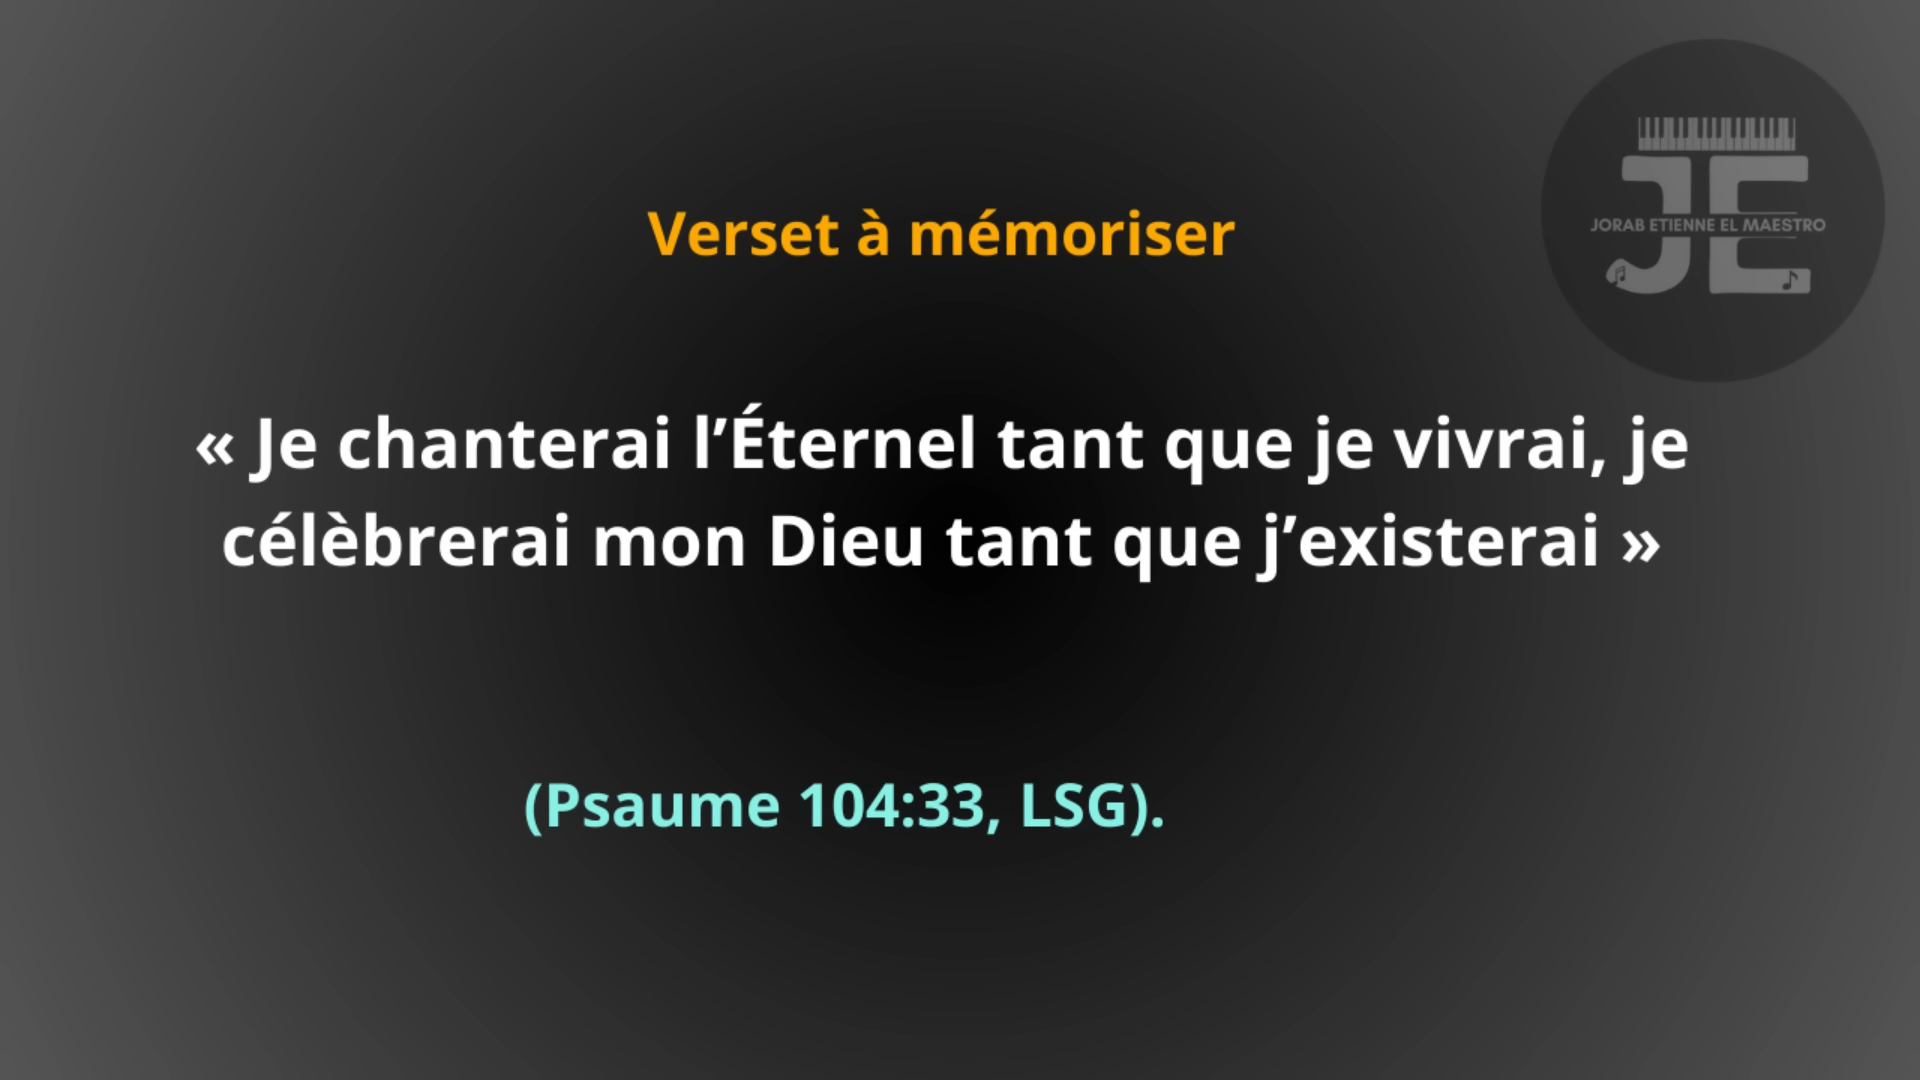 Verset à mémoriser
JE
JORAB ETIENNE EL MAESTRO
« Je chanterai l’Éternel tant que je vivrai, je
célèbrerai mon Dieu tant que j’existerai »
(Psaume 104:33, LSG).